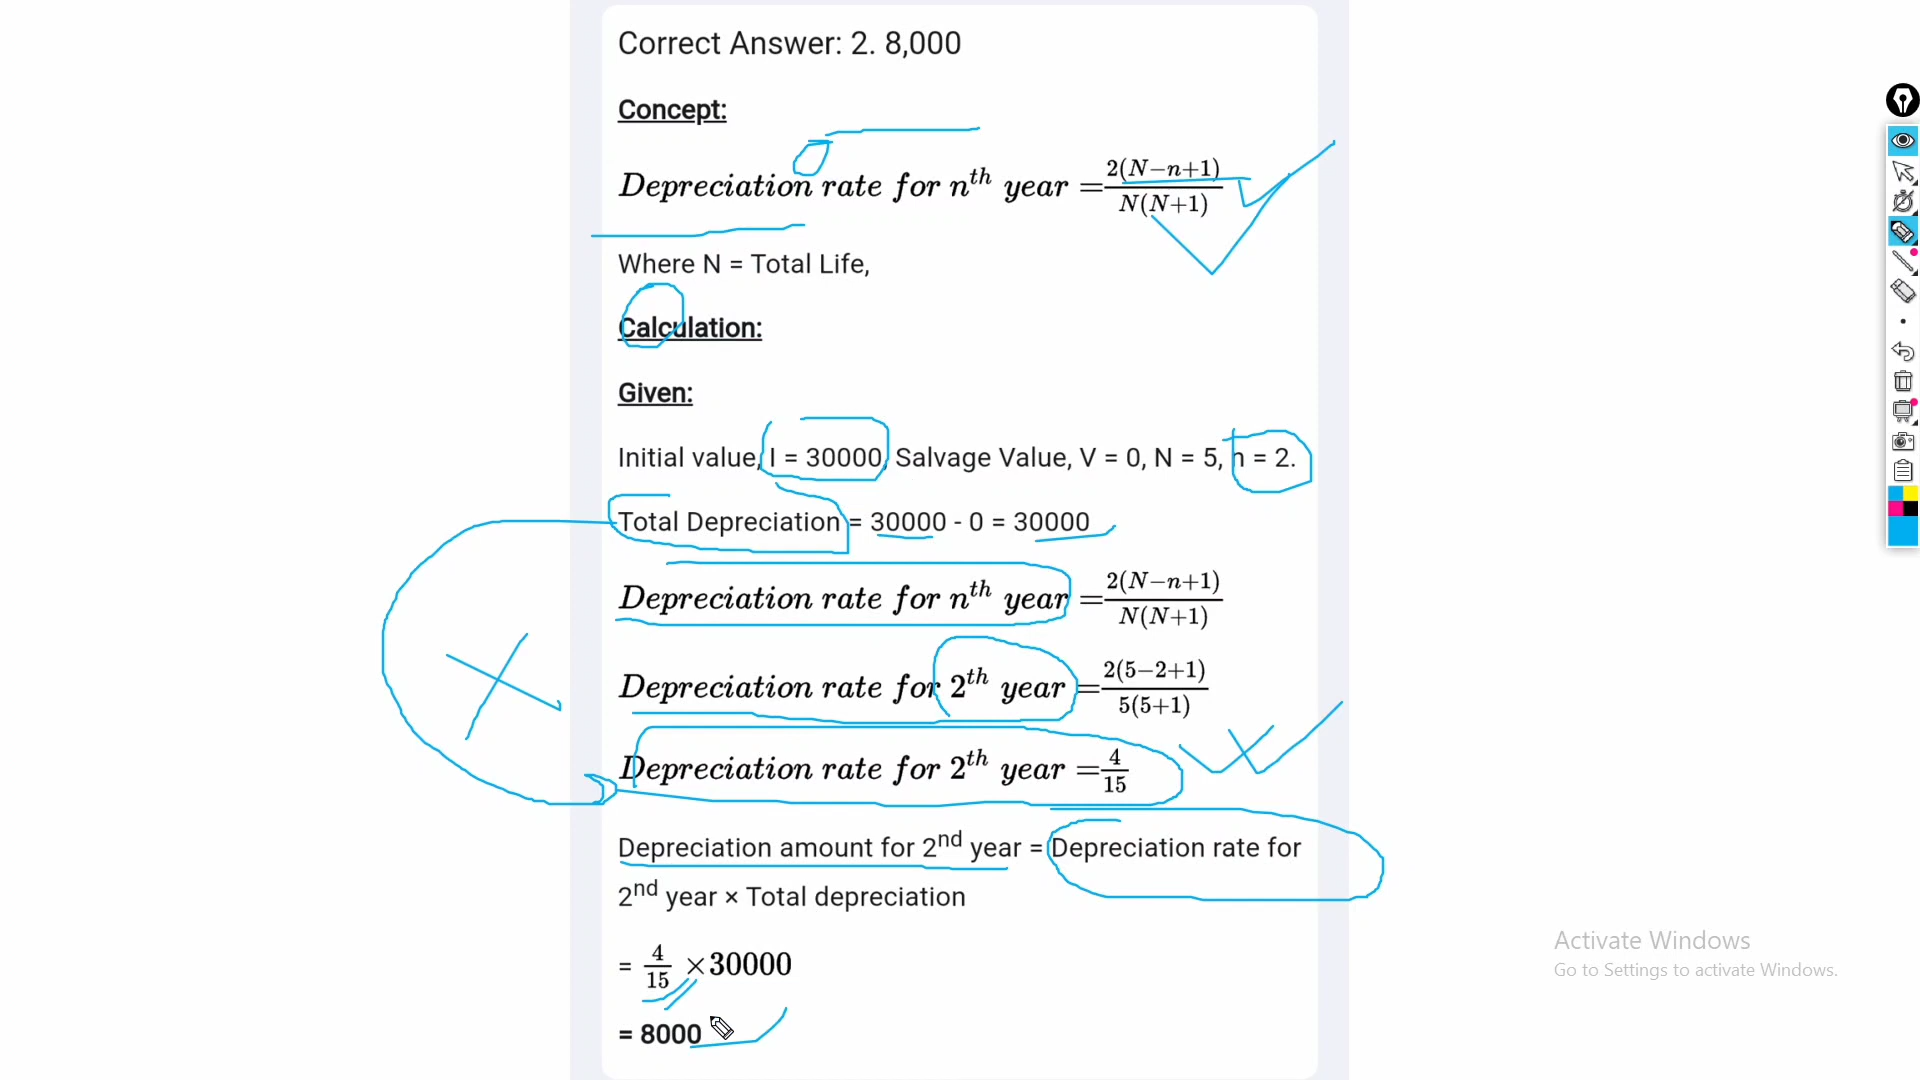 Correct Answer: 2. 8,000
Concept:
Depreciation rate for n^th year = 2(N−n+1) / N(N+1)
Where N = Total Life,
Calculation:
Given:
Initial value, I = 30000, Salvage Value, V = 0, N = 5, n = 2.
Total Depreciation = 30000 - 0 = 30000
Depreciation rate for n^th year = 2(N−n+1) / N(N+1)
Depreciation rate for 2^th year = 2(5−2+1) / 5(5+1)
Depreciation rate for 2^th year = 4/15
Depreciation amount for 2^nd year = Depreciation rate for
2^nd year × Total depreciation
= 4/15 ×30000
= 8000
Activate Windows
Go to Settings to activate Windows.